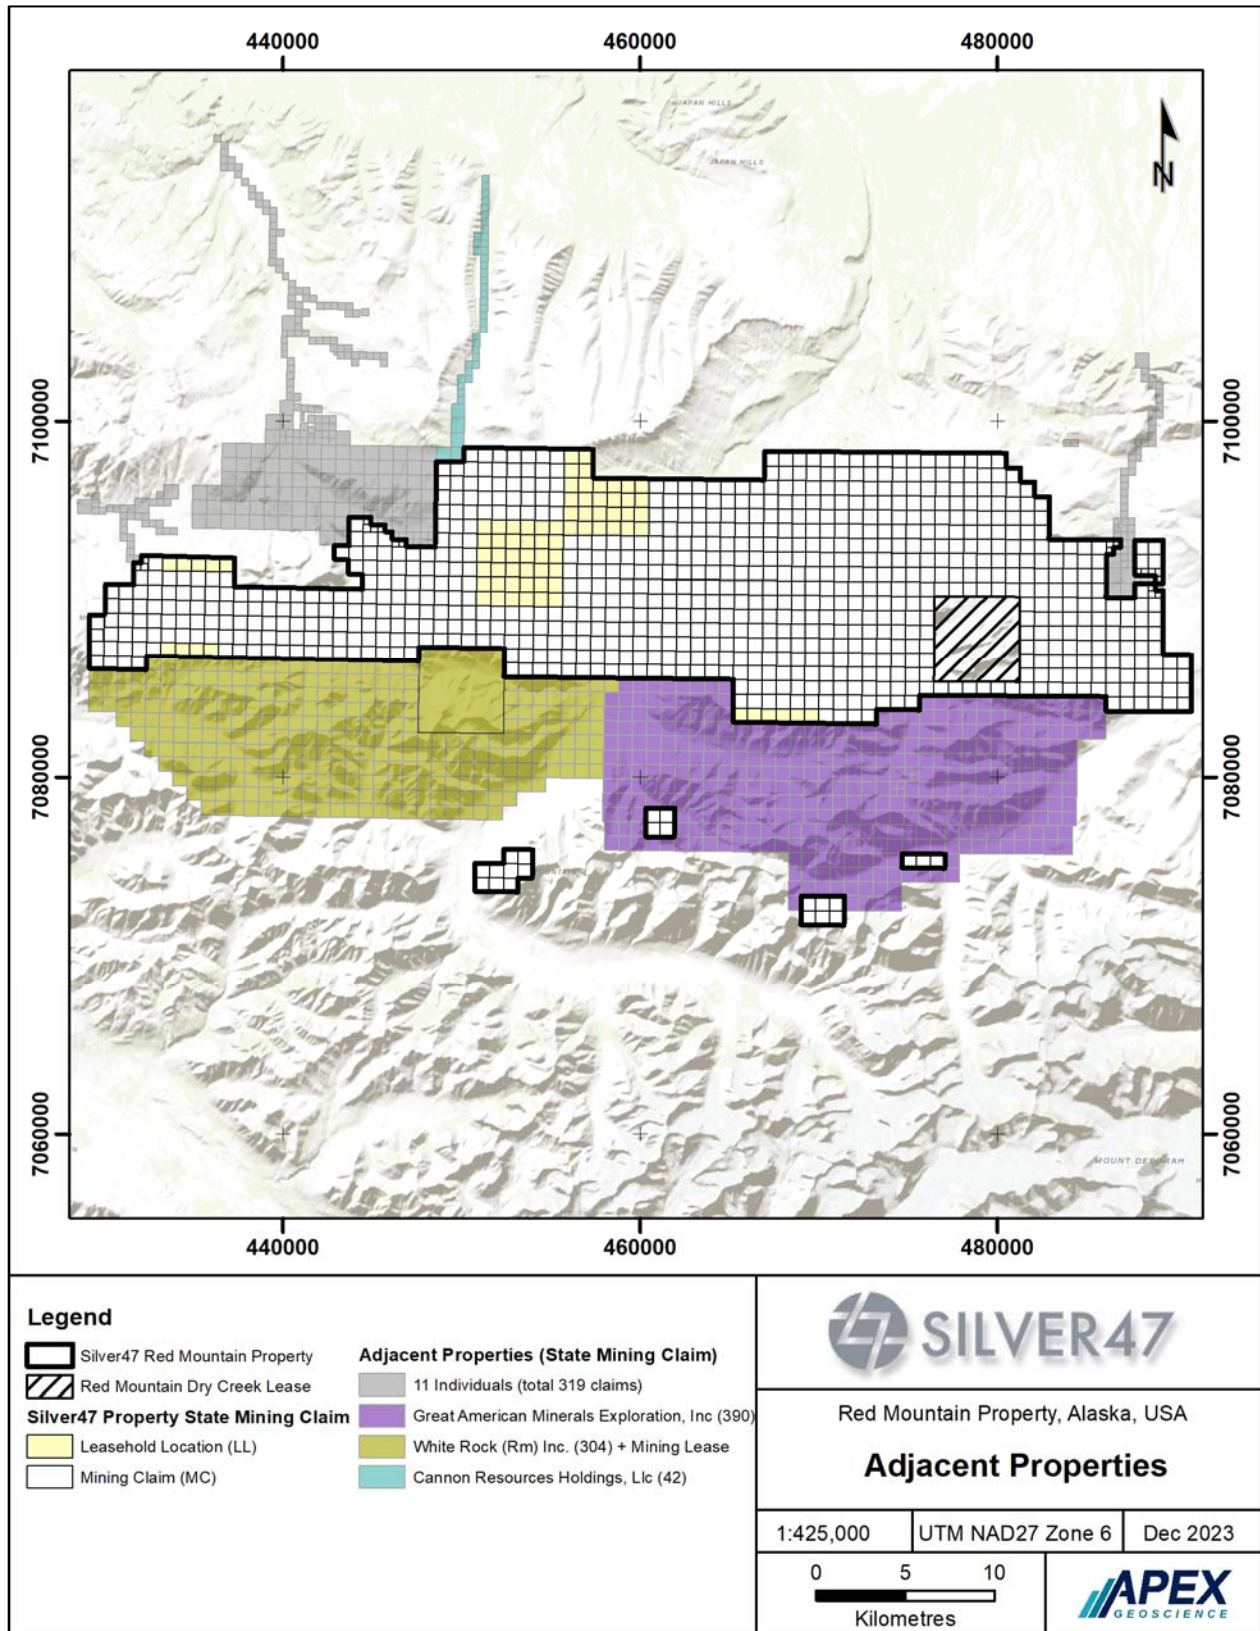 440000 460000 480000
JAPAN HILLS
JAPAN HILLS
N
7100000 7100000
7080000 7080000
7060000 7060000
MOUNT DEBORAH
440000 460000 480000
Legend
Silver47 Red Mountain Property
Red Mountain Dry Creek Lease
Silver47 Property State Mining Claim
Leasehold Location (LL)
Mining Claim (MC)
Adjacent Properties (State Mining Claim)
11 Individuals (total 319 claims)
Great American Minerals Exploration, Inc (390)
White Rock (Rm) Inc. (304) + Mining Lease
Cannon Resources Holdings, Llc (42)
SILVER47
Red Mountain Property, Alaska, USA
Adjacent Properties
1:425,000 UTM NAD27 Zone 6 Dec 2023
0 5 10
Kilometres
APEX
GEOSCIENCE